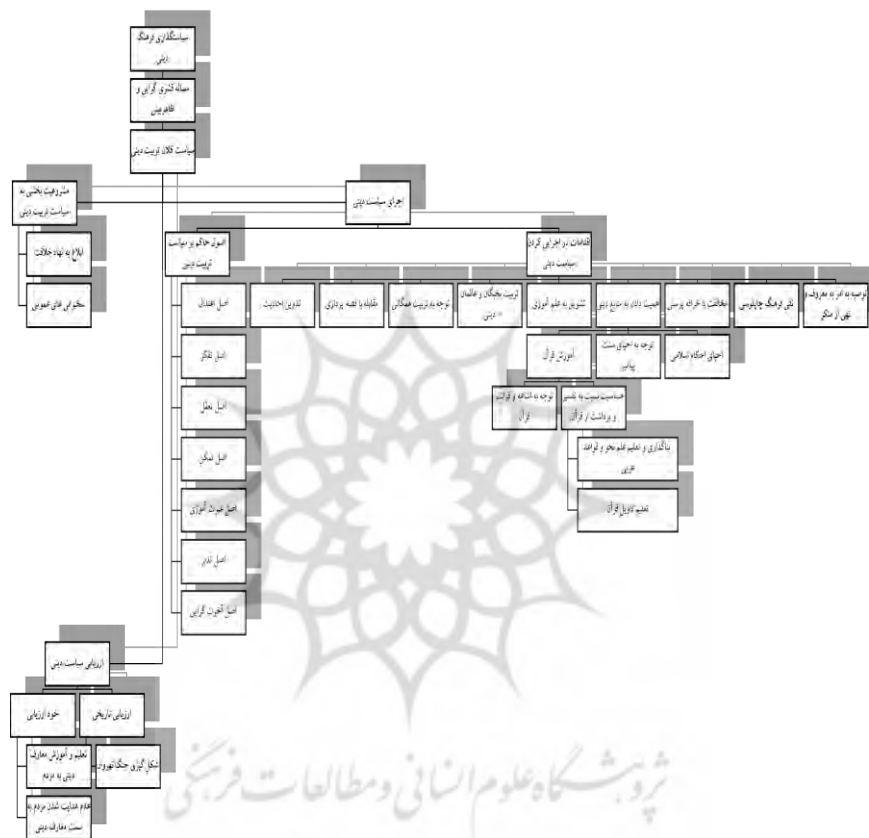 سیاستگذاری فرهنگ
دینی
مساله قشری گرایی و
ظاهربینی
سیاست کلان تربیت دینی
مشروعیت بخشی به
سیاست تربیت دینی
ابلاغ به نهاد خلافت
حکمرانی‌های عمومی
اجرای سیاست دینی
اصول حاکم بر سیاست
تربیت دینی
اصل اعتدال
اصل تفکر
اصل تعقل
اصل تمکن
اصل عبرت آموزی
اصل تدبر
اصل آخرت گرایی
اقدامات در اجرایی کردن
سیاست دینی
توصیه به امر به معروف و
نهی از منکر
نفی فرهنگ چاپلوسی
مخالفت با خرافه پرستی
اهمیت دادن به منابع دینی
تشویق به علم آموزی
تربیت نخبگان و عالمان
دینی
توجه به تربیت همگانی
مقابله با قصه پردازی
تدوین احادیث
احیای احکام اسلامی
توجه به احیای سنت
پیامبر
آموزش قرآن
حساسیت نسبت به تفسیر
و برداشت از قرآن
توجه به اشاعه و قرائت
قرآن
بناگذاری و تعلیم علم نحو و قواعد
عربی
تعلیم تاویل قرآن
ارزیابی سیاست دینی
خود ارزیابی
ارزیابی تاریخی
تعلیم و آموزش معارف
دینی به مردم
شکل گیری جنگ نهروان
عدم هدایت شدن مردم به
سمت معارف دینی
پژوهشگاه علوم انسانی و مطالعات فرهنگی